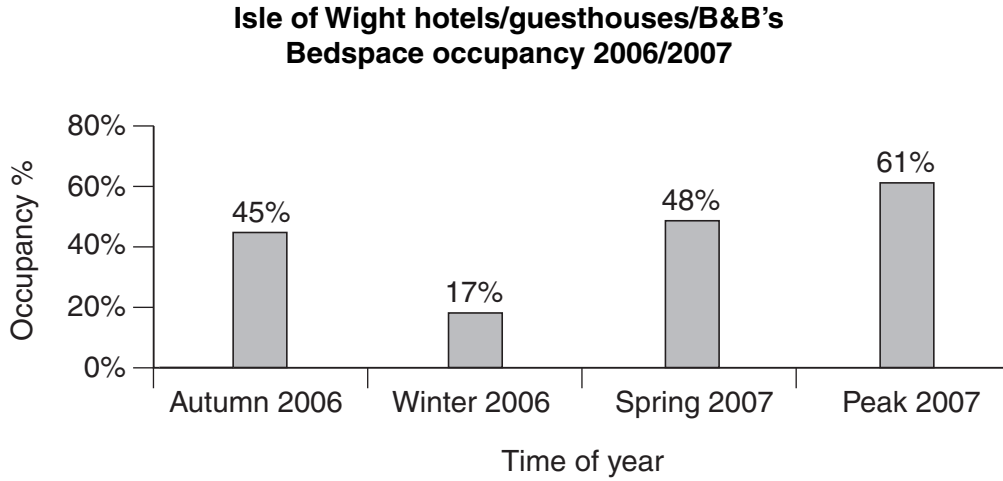 Isle of Wight hotels/guesthouses/B&B's
Bedspace occupancy 2006/2007
80%
60%
40%
20%
0%
Occupancy %
45%
17%
48%
61%
Autumn 2006
Winter 2006
Spring 2007
Peak 2007
Time of year